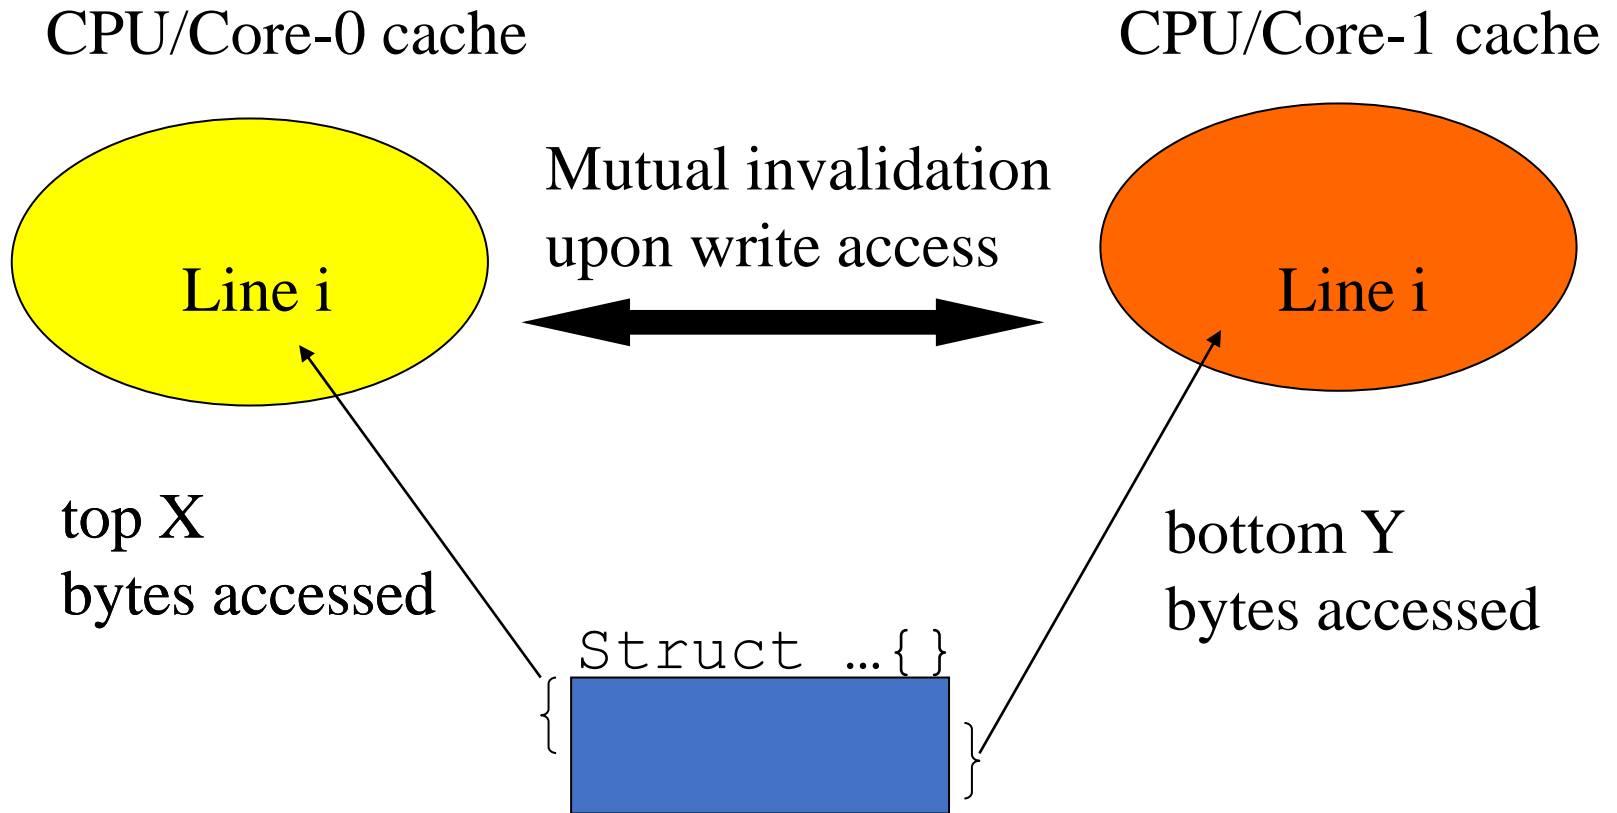 CPU/Core-0 cache
CPU/Core-1 cache
Mutual invalidation
upon write access
Line i
Line i
top X
bytes accessed
bottom Y
bytes accessed
Struct …{}